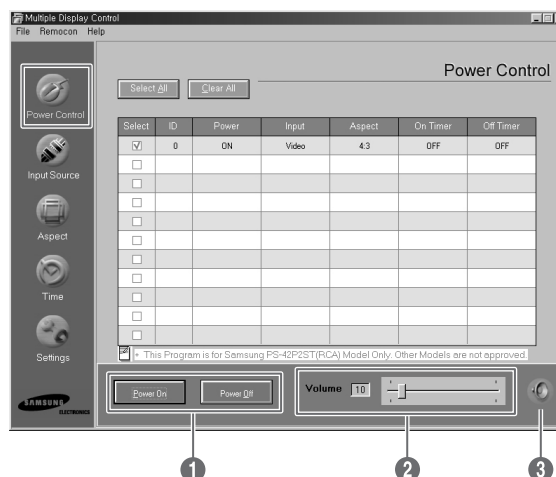 Multiple Display Control
File Remocon Help
Power Control
Select All Clear All
Power Control
Select ID Power Input Aspect On Timer Off Timer
0 ON Video 4:3 OFF OFF
Input Source
Aspect
Time
Settings
* This Program is for Samsung PS-42P2ST(RCA) Model Only. Other Models are not approved.
Power On Power Off Volume 10
SAMSUNG
ELECTRONICS
1 2 3